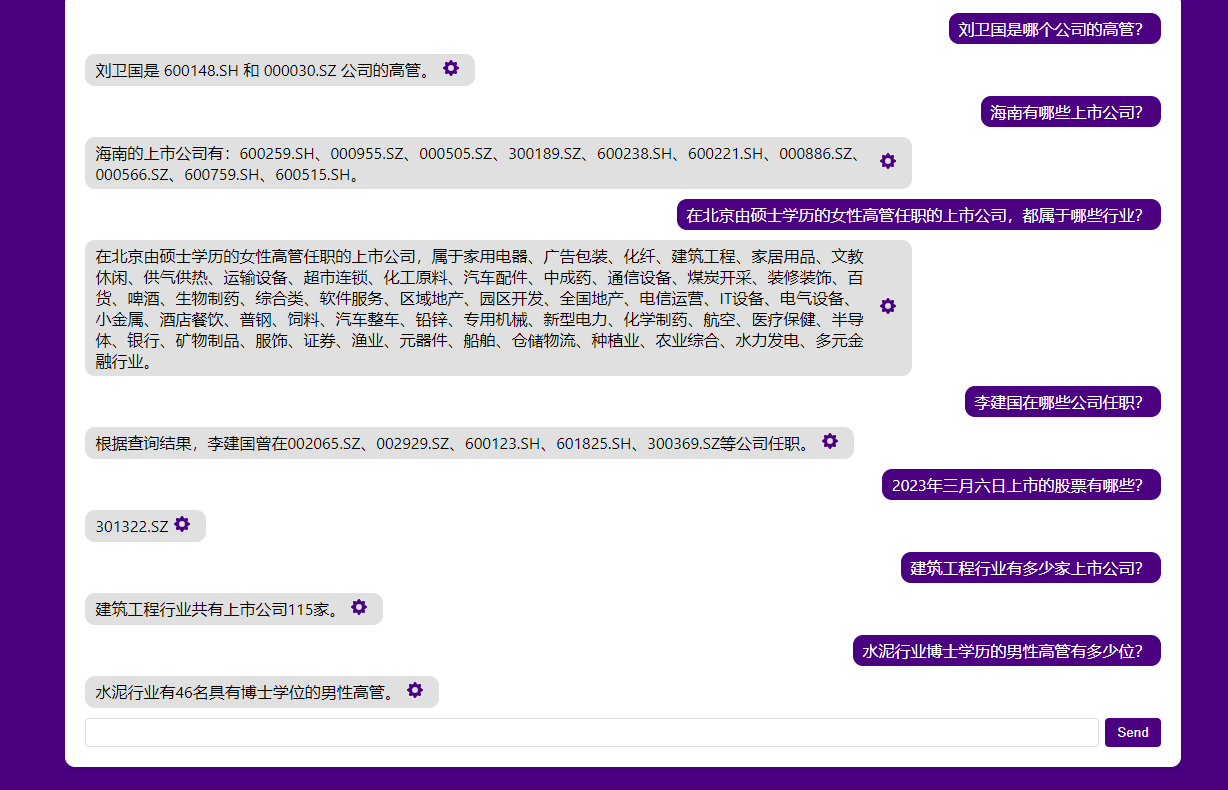 刘卫国是哪个公司的高管？
刘卫国是 600148.SH 和 000030.SZ 公司的高管。
海南有哪些上市公司？
海南的上市公司有：600259.SH、000955.SZ、000505.SZ、300189.SZ、600238.SH、600221.SH、000886.SZ、
000566.SZ、600759.SH、600515.SH。
在北京由硕士学历的女性高管任职的上市公司，都属于哪些行业？
在北京由硕士学历的女性高管任职的上市公司，属于家用电器、广告包装、化纤、建筑工程、家居用品、文教
休闲、供气供热、运输设备、超市连锁、化工原料、汽车配件、中成药、通信设备、煤炭开采、装修装饰、百
货、啤酒、生物制药、综合类、软件服务、区域地产、园区开发、全国地产、电信运营、IT设备、电气设备、
小金属、酒店餐饮、普钢、饲料、汽车整车、铅锌、专用机械、新型电力、化学制药、航空、医疗保健、半导
体、银行、矿物制品、服饰、证券、渔业、元器件、船舶、仓储物流、种植业、农业综合、水力发电、多元金
融行业。
李建国在哪些公司任职？
根据查询结果，李建国曾在002065.SZ、002929.SZ、600123.SH、601825.SH、300369.SZ等公司任职。
2023年三月六日上市的股票有哪些？
301322.SZ
建筑工程行业有多少家上市公司？
建筑工程行业共有上市公司115家。
水泥行业博士学历的男性高管有多少位？
水泥行业有46名具有博士学位的男性高管。
Send